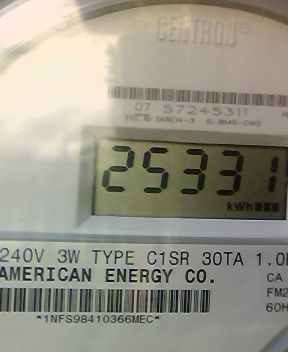 CENTRON®
07 57245311
25331
kWh
240V 3W TYPE C1SR 30TA 1.0
AMERICAN ENERGY CO.
CA
FM2
60H
*1NFS98410366MEC*